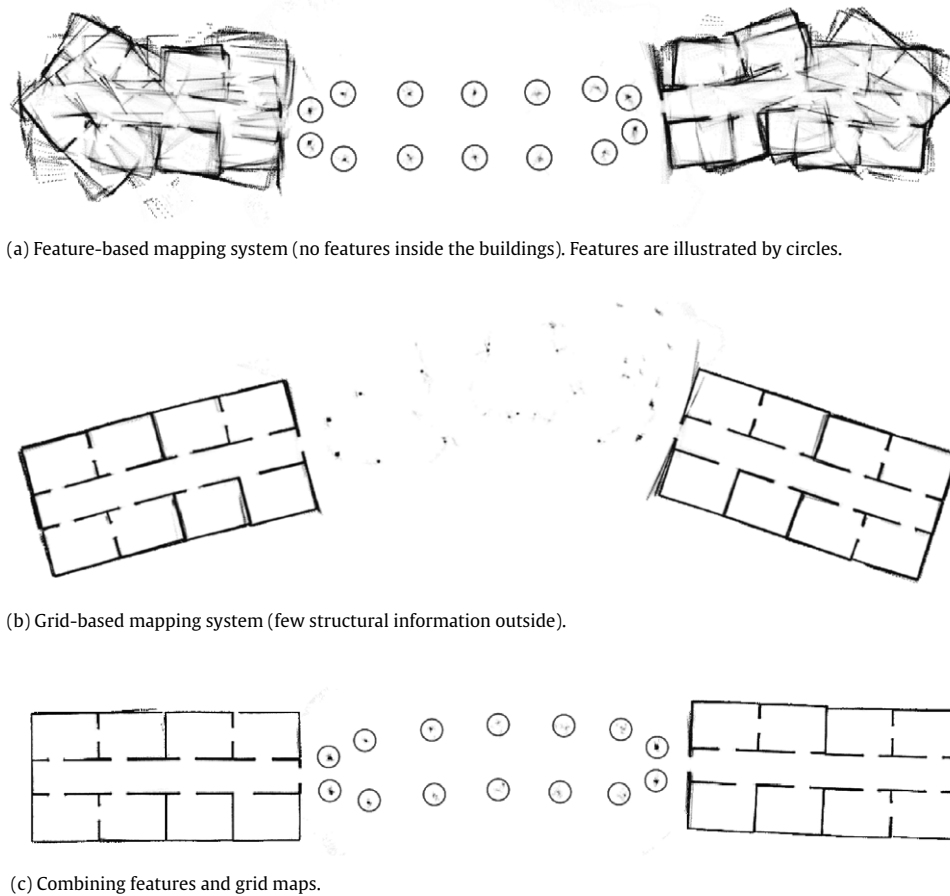 (a) Feature-based mapping system (no features inside the buildings). Features are illustrated by circles.
(b) Grid-based mapping system (few structural information outside).
(c) Combining features and grid maps.